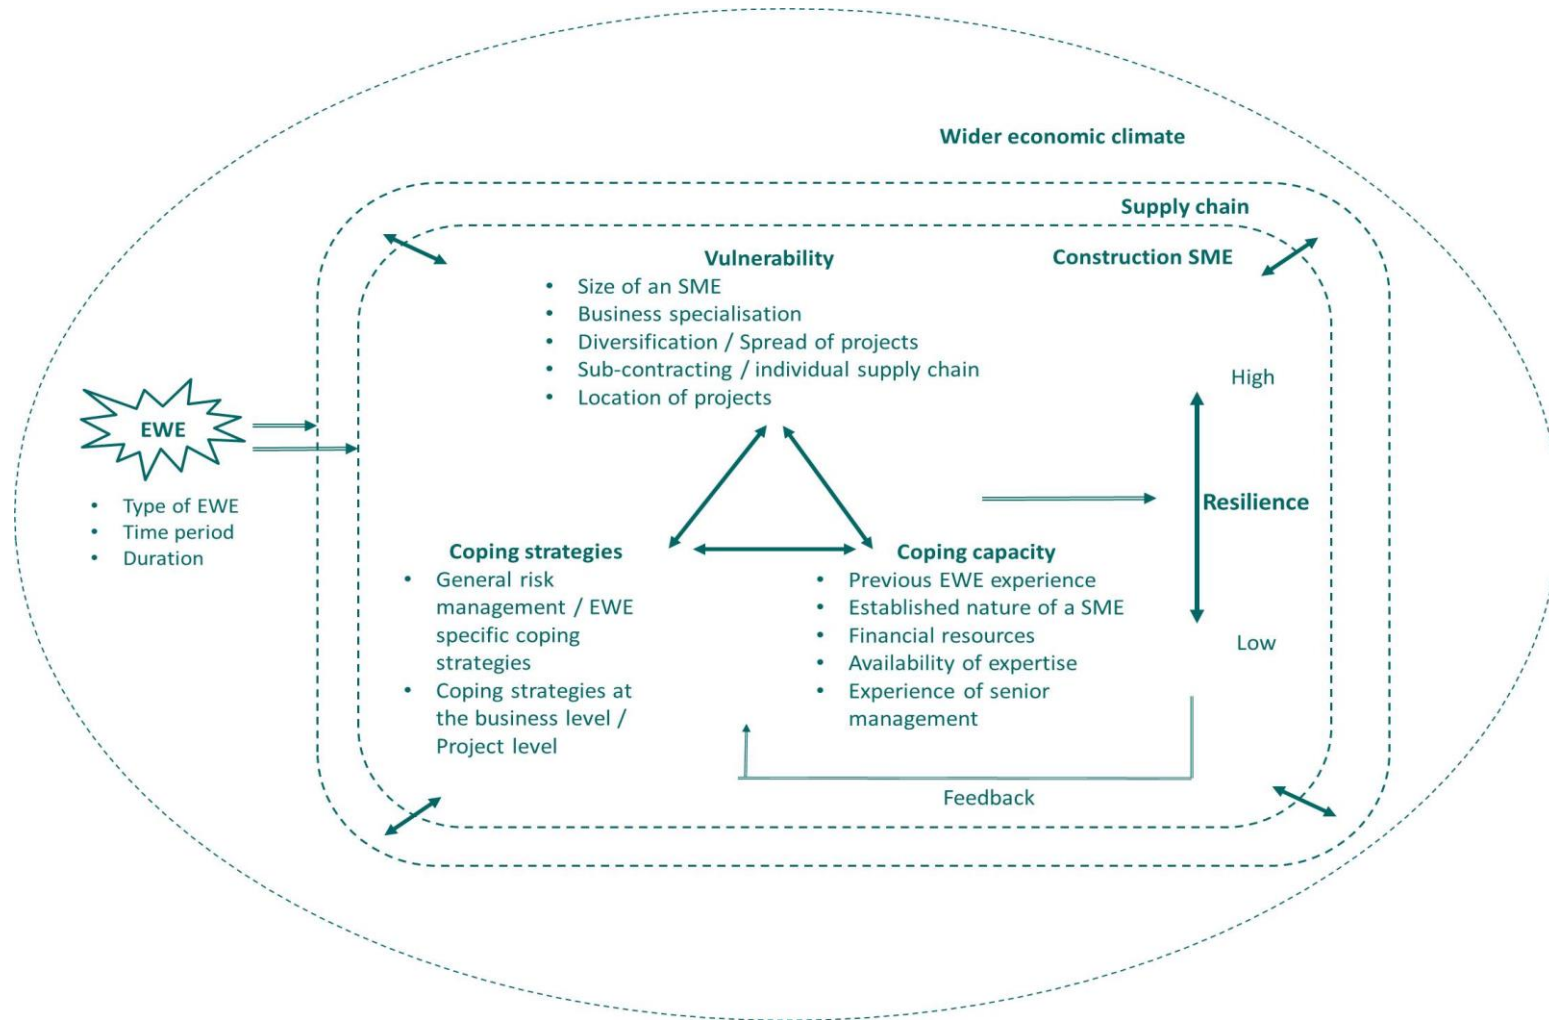 Wider economic climate
Supply chain
Construction SME
Vulnerability
• Size of an SME
• Business specialisation
• Diversification / Spread of projects
• Sub-contracting / individual supply chain
• Location of projects
EWE
• Type of EWE
• Time period
• Duration
High
Resilience
Low
Coping strategies
• General risk
management / EWE
specific coping
strategies
• Coping strategies at
the business level /
Project level
Coping capacity
• Previous EWE experience
• Established nature of a SME
• Financial resources
• Availability of expertise
• Experience of senior
management
Feedback